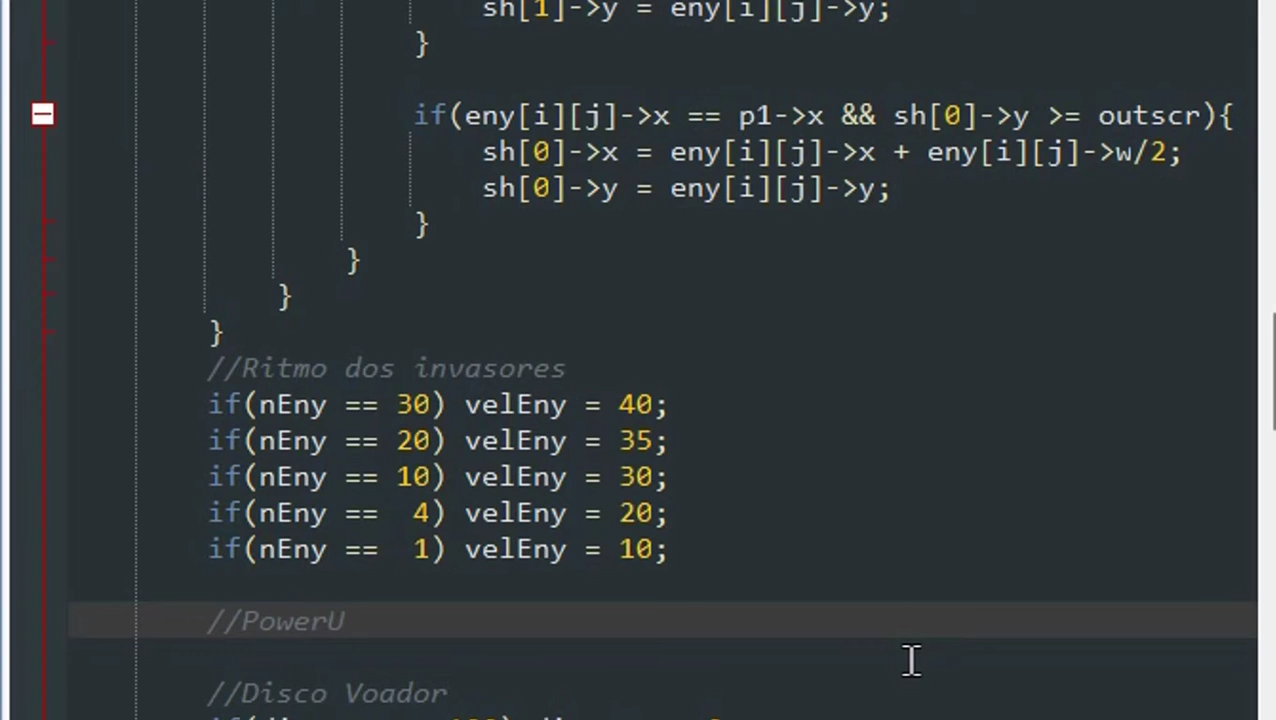 sh[1]->y = eny[i][j]->y;
}
if(eny[i][j]->x == p1->x && sh[0]->y >= outscr){
sh[0]->x = eny[i][j]->x + eny[i][j]->w/2;
sh[0]->y = eny[i][j]->y;
}
}
}
}
//Ritmo dos invasores
if(nEny == 30) velEny = 40;
if(nEny == 20) velEny = 35;
if(nEny == 10) velEny = 30;
if(nEny ==  4) velEny = 20;
if(nEny ==  1) velEny = 10;
//PowerU
//Disco Voador